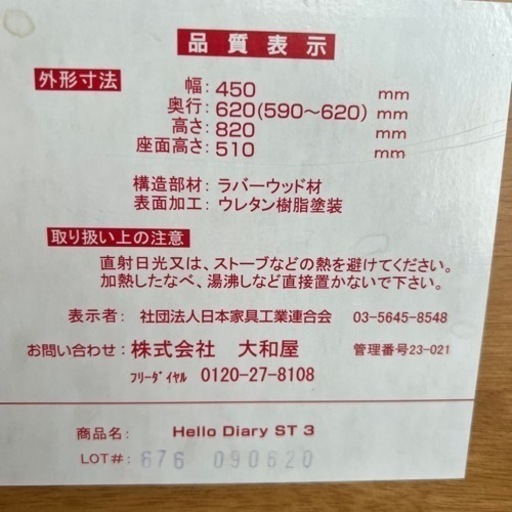 品質表示
外形寸法
幅: 450 mm
奥行: 620(590～620) mm
高さ: 820 mm
座面高さ: 510 mm
構造部材: ラバーウッド材
表面加工: ウレタン樹脂塗装
取り扱い上の注意
直射日光又は、ストーブなどの熱を避けてください。
加熱したなべ、湯沸しなど直接置かないで下さい。
表示者: 社団法人日本家具工業連合会 03-5645-8548
お問い合わせ: 株式会社 大和屋 管理番号23-021
ﾌﾘｰﾀﾞｲﾔﾙ 0120-27-8108
商品名: Hello Diary ST 3
LOT#: 676 090620